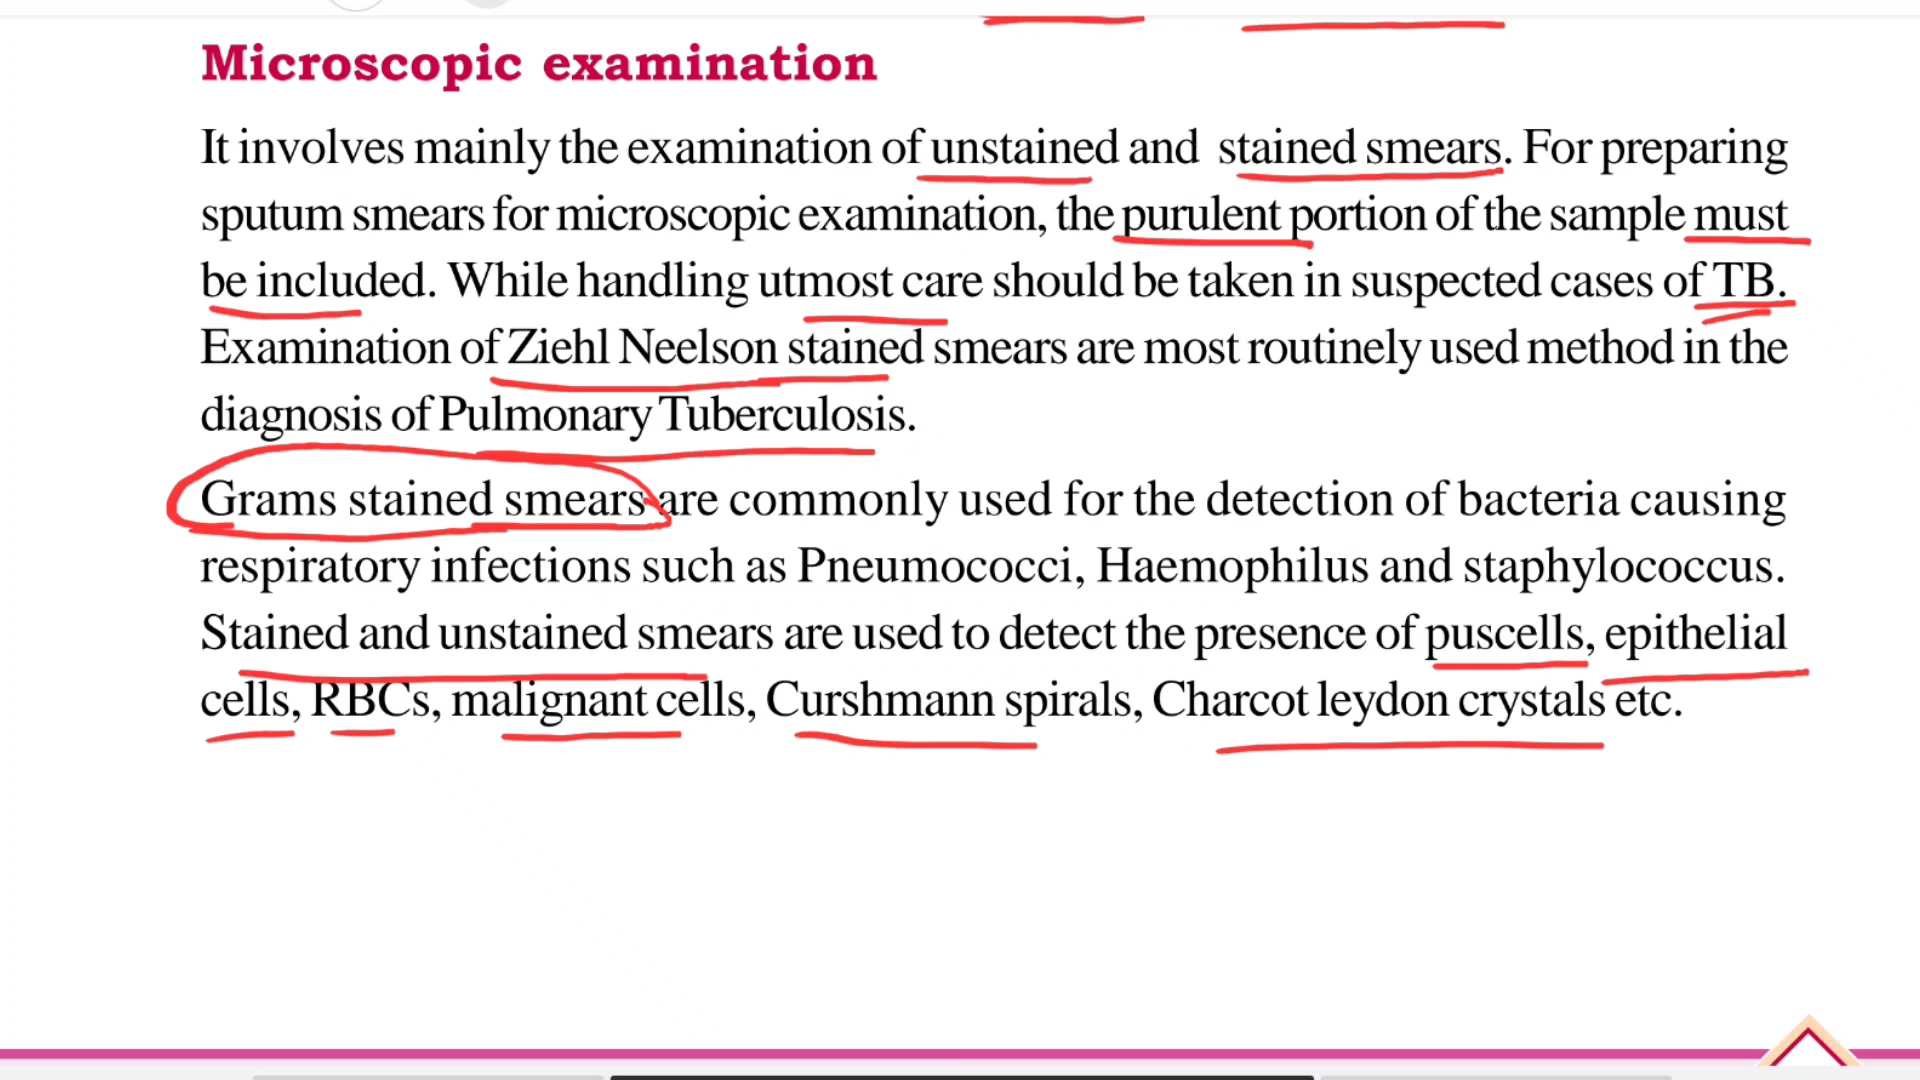 Microscopic examination
It involves mainly the examination of unstained and stained smears. For preparing
sputum smears for microscopic examination, the purulent portion of the sample must
be included. While handling utmost care should be taken in suspected cases of TB.
Examination of Ziehl Neelson stained smears are most routinely used method in the
diagnosis of Pulmonary Tuberculosis.
Grams stained smears are commonly used for the detection of bacteria causing
respiratory infections such as Pneumococci, Haemophilus and staphylococcus.
Stained and unstained smears are used to detect the presence of puscells, epithelial
cells, RBCs, malignant cells, Curshmann spirals, Charcot leydon crystals etc.